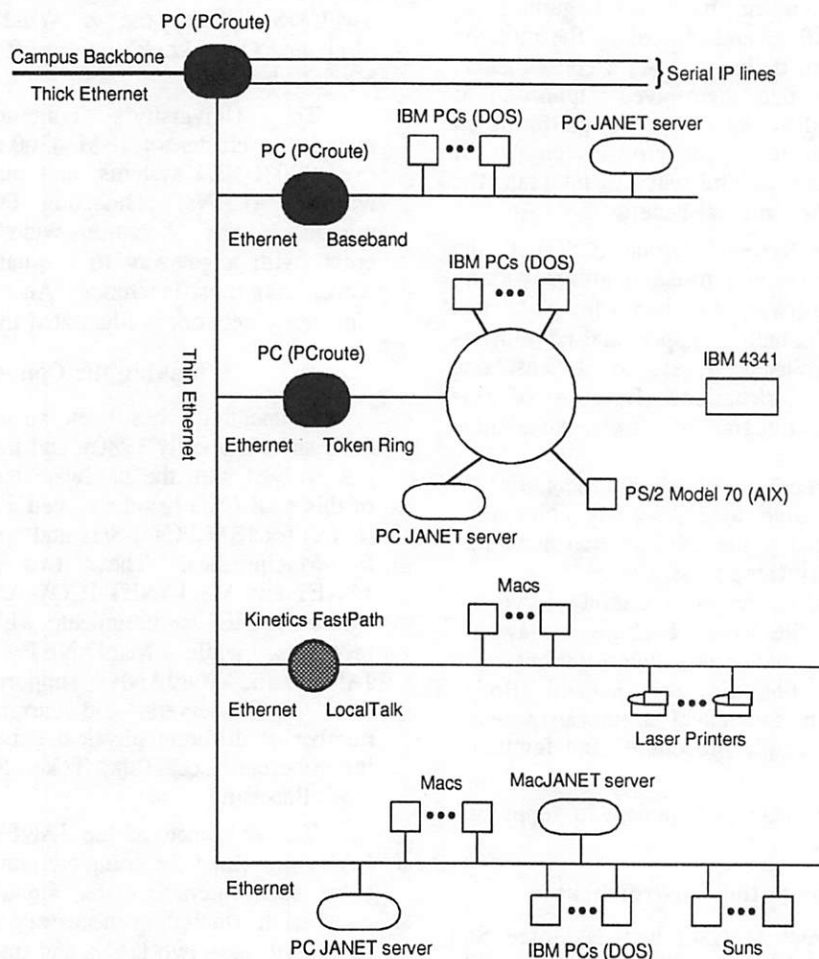 PC (PCroute)
Campus Backbone
Thick Ethernet
} Serial IP lines
IBM PCs (DOS)
PC JANET server
PC (PCroute)
Ethernet Baseband
IBM PCs (DOS)
PC (PCroute)
IBM 4341
Thin Ethernet
Ethernet Token Ring
PS/2 Model 70 (AIX)
PC JANET server
Macs
Kinetics FastPath
Ethernet LocalTalk
Laser Printers
Macs
MacJANET server
Ethernet
PC JANET server
IBM PCs (DOS)
Suns